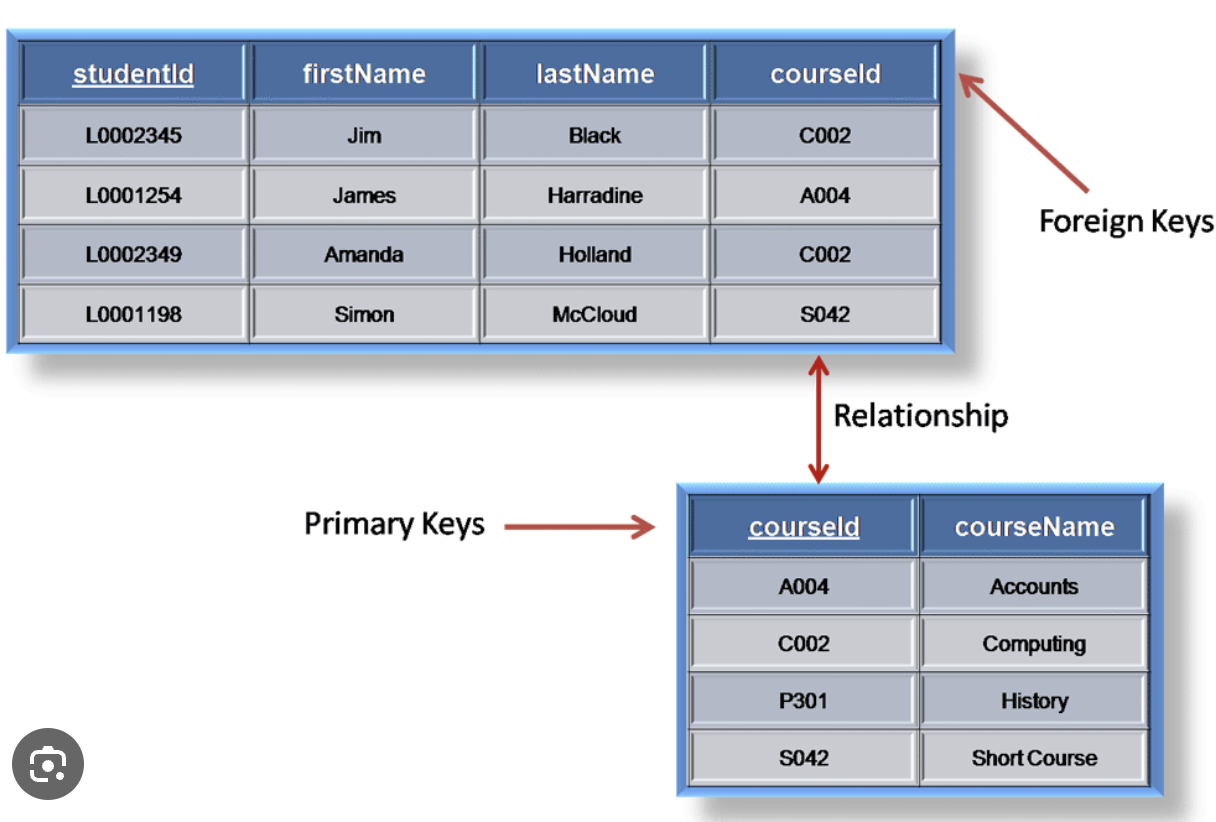 studentId firstName lastName courseId
L0002345 Jim Black C002
L0001254 James Harradine A004
L0002349 Amanda Holland C002
L0001198 Simon McCloud S042
Foreign Keys
Relationship
Primary Keys
courseId courseName
A004 Accounts
C002 Computing
P301 History
S042 Short Course